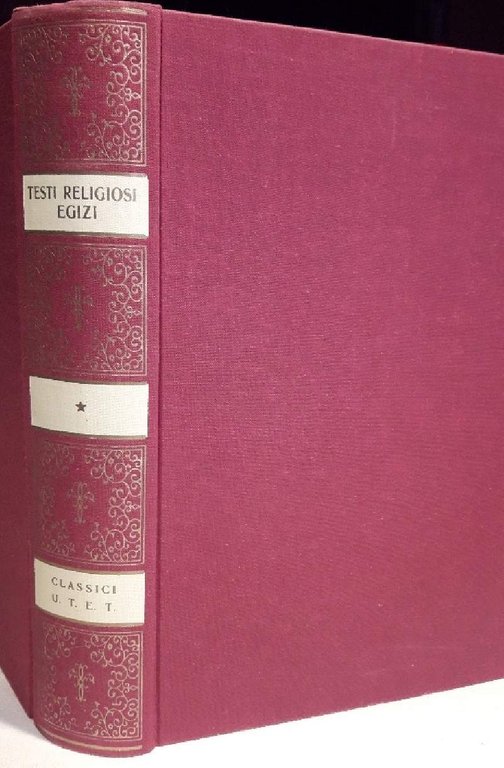 TESTI RELIGIOSI
EGIZI
★
CLASSICI
U. T. E. T.